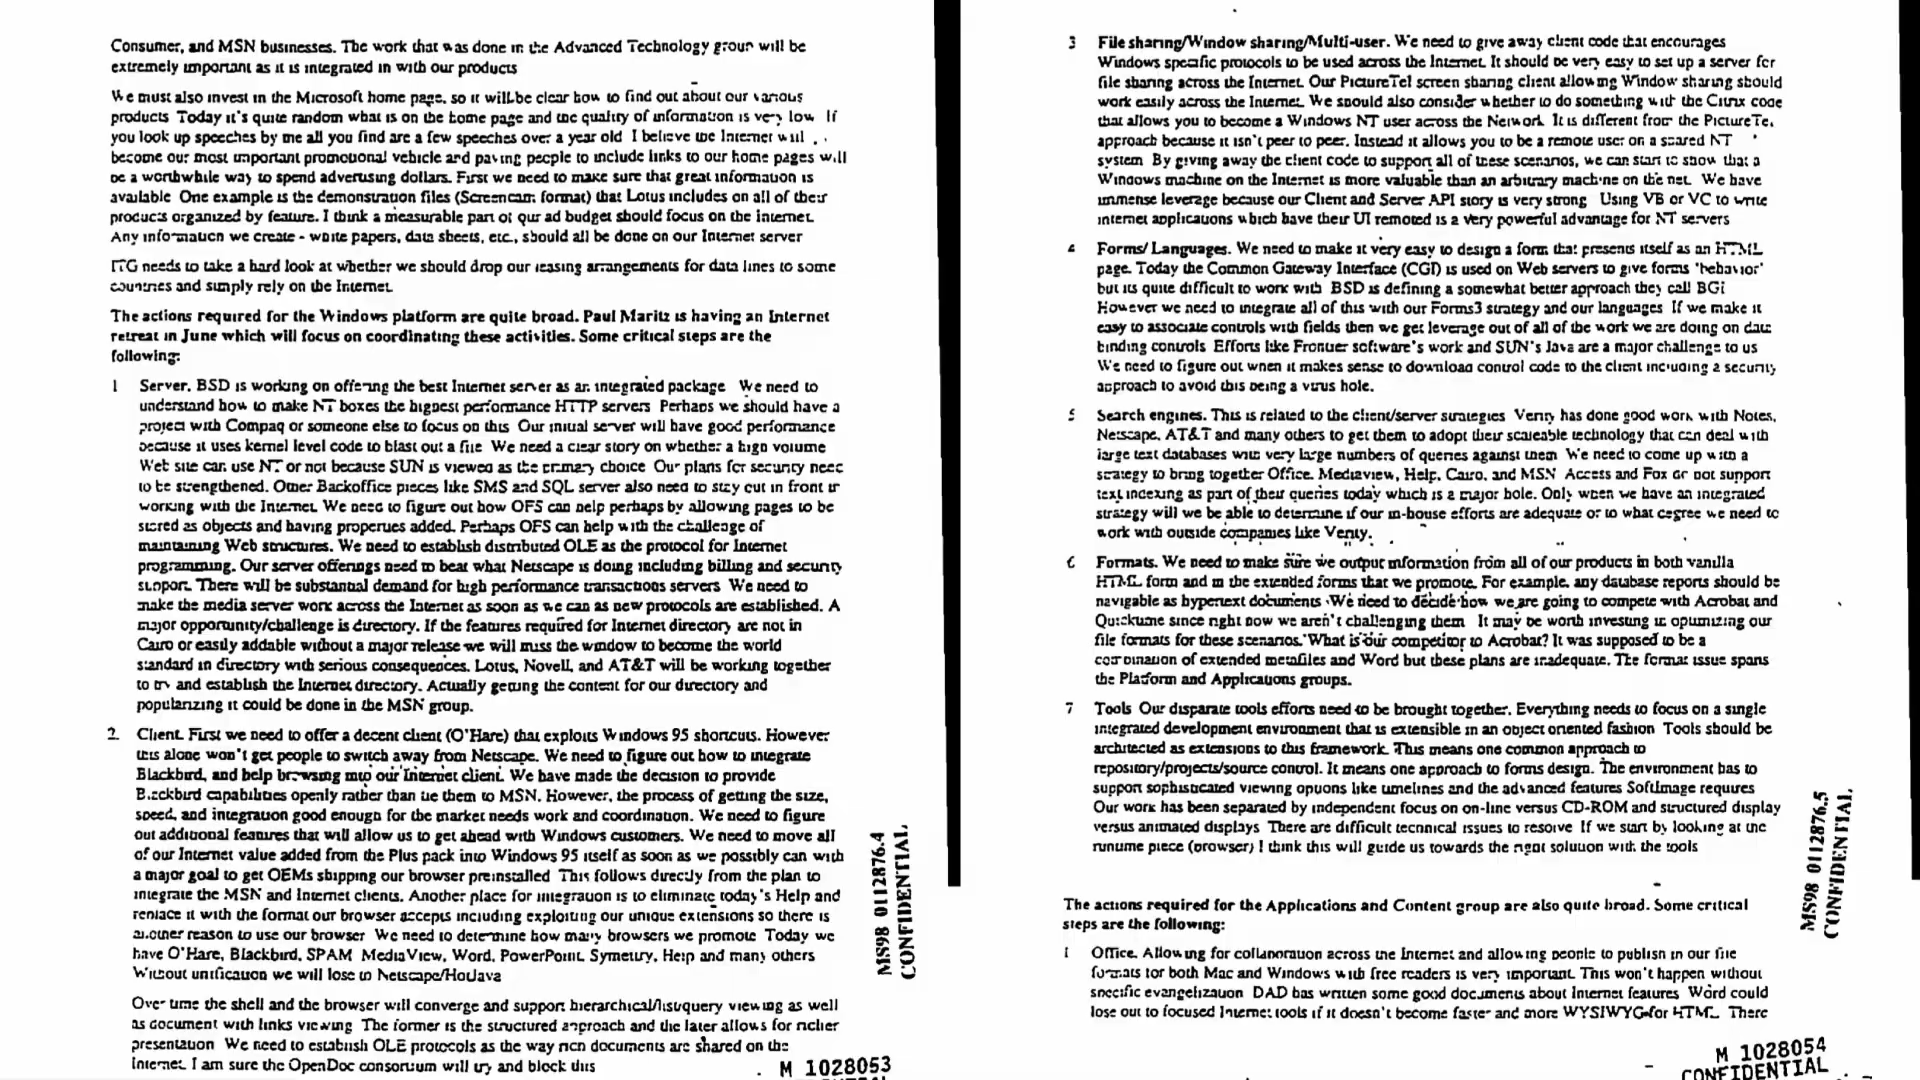 Consumer, and MSN businesses. The work that was done in the Advanced Technology group will be
extremely important as it is integrated in with our products
We must also invest in the Microsoft home page, so it will be clear how to find out about our various
products Today it's quite random what is on the home page and the quality of information is very low If
you look up speeches by me all you find are a few speeches over a year old I believe the Internet will
become our most important promotional vehicle and paying people to include links to our home pages will
be a worthwhile way to spend advertising dollars. First we need to make sure that great information is
available One example is the demonstration files (Screencam format) that Lotus includes on all of their
products organized by feature. I think a measurable part of our ad budget should focus on the Internet.
Any information we create - white papers, data sheets, etc., should all be done on our Internet server
ITG needs to take a hard look at whether we should drop our leasing arrangements for data lines to some
countries and simply rely on the Internet
The actions required for the Windows platform are quite broad. Paul Maritz is having an Internet
retreat in June which will focus on coordinating these activities. Some critical steps are the
following:
1 Server. BSD is working on offering the best Internet server as an integrated package We need to
understand how to make NT boxes the highest performance HTTP servers Perhaps we should have a
project with Compaq or someone else to focus on this Our initial server will have good performance
because it uses kernel level code to blast out a file We need a clear story on whether a high volume
Web site can use NT or not because SUN is viewed as the primary choice Our plans for security need
to be strengthened. Other Backoffice pieces like SMS and SQL server also need to stay out in front in
working with the Internet. We need to figure out how OFS can help perhaps by allowing pages to be
stored as objects and having properties added. Perhaps OFS can help with the challenge of
maintaining Web structures. We need to establish distributed OLE as the protocol for Internet
programming. Our server offerings need to beat what Netscape is doing including billing and security
support. There will be substantial demand for high performance transactions servers We need to
make the media server work across the Internet as soon as we can as new protocols are established. A
major opportunity/challenge is directory. If the features required for Internet directory are not in
Cairo or easily addable without a major release we will miss the window to become the world
standard in directory with serious consequences. Lotus, Novell, and AT&T will be working together
to try and establish the Internet directory. Actually getting the content for our directory and
popularizing it could be done in the MSN group.
2. Client. First we need to offer a decent client (O'Hare) that exploits Windows 95 shortcuts. However
this alone won't get people to switch away from Netscape. We need to figure out how to integrate
Blackbird, and help browsing into our Internet client. We have made the decision to provide
Blackbird capabilities openly rather than tie them to MSN. However, the process of getting the size,
speed, and integration good enough for the market needs work and coordination. We need to figure
out additional features that will allow us to get ahead with Windows customers. We need to move all
of our Internet value added from the Plus pack into Windows 95 itself as soon as we possibly can with
a major goal to get OEMs shipping our browser preinstalled This follows directly from the plan to
integrate the MSN and Internet clients. Another place for integration is to eliminate today's Help and
replace it with the format our browser accepts including exploiting our unique extensions so there is
another reason to use our browser We need to determine how many browsers we promote Today we
have O'Hare, Blackbird, SPAM MediaView, Word, PowerPoint, Symetry, Help and many others
Without unification we will lose to Netscape/HotJava
Over time the shell and the browser will converge and support hierarchical/list/query viewing as well
as document with links viewing The former is the structured approach and the later allows for richer
presentation We need to establish OLE protocols as the way rich documents are shared on the
Internet. I am sure the OpenDoc consortium will try and block this
MS98 0112876.4
CONFIDENTIAL
M 1028053
3 File sharing/Window sharing/Multi-user. We need to give away client code that encourages
Windows specific protocols to be used across the Internet. It should be very easy to set up a server for
file sharing across the Internet. Our PictureTel screen sharing client allowing Window sharing should
work easily across the Internet. We should also consider whether to do something with the Citrix code
that allows you to become a Windows NT user across the Network It is different from the PictureTel
approach because it isn't peer to peer. Instead it allows you to be a remote user on a shared NT
system By giving away the client code to support all of these scenarios, we can start to show that a
Windows machine on the Internet is more valuable than an arbitrary machine on the net. We have
immense leverage because our Client and Server API story is very strong Using VB or VC to write
Internet applications which have their UI remoted is a very powerful advantage for NT servers
4 Forms/ Languages. We need to make it very easy to design a form that presents itself as an HTML
page. Today the Common Gateway Interface (CGI) is used on Web servers to give forms 'behavior'
but its quite difficult to work with BSD is defining a somewhat better approach they call BGI
However we need to integrate all of this with our Forms3 strategy and our languages If we make it
easy to associate controls with fields then we get leverage out of all of the work we are doing on data
binding controls Efforts like Frontier software's work and SUN's Java are a major challenge to us
We need to figure out when it makes sense to download control code to the client including a security
approach to avoid this being a virus hole.
5 Search engines. This is related to the client/server strategies Verity has done good work with Notes,
Netscape, AT&T and many others to get them to adopt their scaleable technology that can deal with
large text databases with very large numbers of queries against them We need to come up with a
strategy to bring together Office, Mediaview, Help, Cairo, and MSN Access and Fox do not support
text indexing as part of their queries today which is a major hole. Only when we have an integrated
strategy will we be able to determine if our in-house efforts are adequate or to what degree we need to
work with outside companies like Verity.
6 Formats. We need to make sure we output information from all of our products in both vanilla
HTML form and in the extended forms that we promote. For example, any database reports should be
navigable as hypertext documents We need to decide how we are going to compete with Acrobat and
Quicktime since right now we aren't challenging them It may be worth investing in optimizing our
file formats for these scenarios. What is our competitor to Acrobat? It was supposed to be a
coordination of extended metafiles and Word but these plans are inadequate. The format issue spans
the Platform and Applications groups.
7 Tools Our disparate tools efforts need to be brought together. Everything needs to focus on a single
integrated development environment that is extensible in an object oriented fashion Tools should be
architected as extensions to this framework. This means one common approach to
repository/projects/source control. It means one approach to forms design. The environment has to
support sophisticated viewing options like timelines and the advanced features SoftImage requires
Our work has been separated by independent focus on on-line versus CD-ROM and structured display
versus animated displays There are difficult technical issues to resolve If we start by looking at the
runtime piece (browser) I think this will guide us towards the right solution with the tools
The actions required for the Applications and Content group are also quite broad. Some critical
steps are the following:
1 Office. Allowing for collaboration across the Internet and allowing people to publish in our file
formats for both Mac and Windows with free readers is very important. This won't happen without
specific evangelization DAD has written some good documents about Internet features Word could
lose out to focused Internet tools if it doesn't become faster and more WYSIWYG for HTML There
MS98 0112876.5
CONFIDENTIAL
M 1028054
CONFIDENTIAL